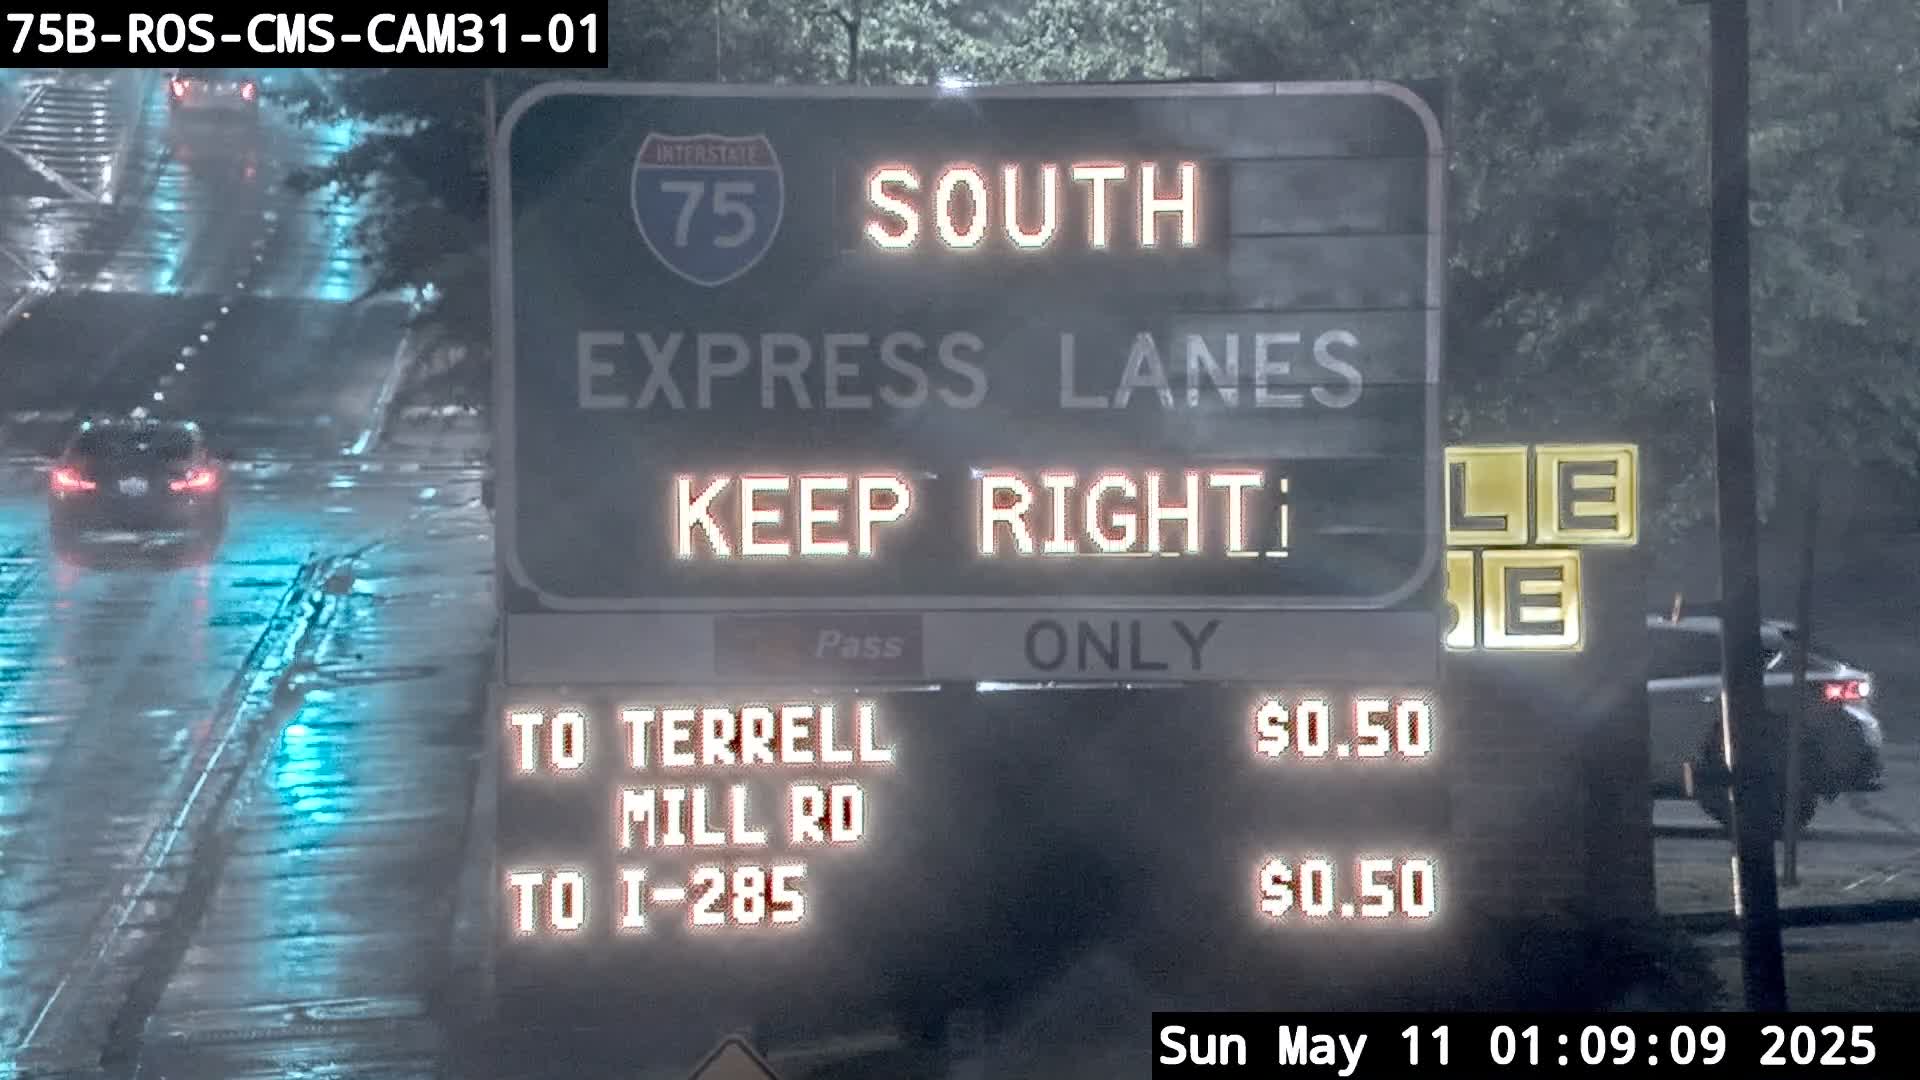 75B-ROS-CMS-CAM31-01
INTERSTATE
75
SOUTH
EXPRESS LANES
KEEP RIGHT
Pass ONLY
TO TERRELL $0.50
MILL RD
TO I-285 $0.50
LE
E
Sun May 11 01:09:09 2025